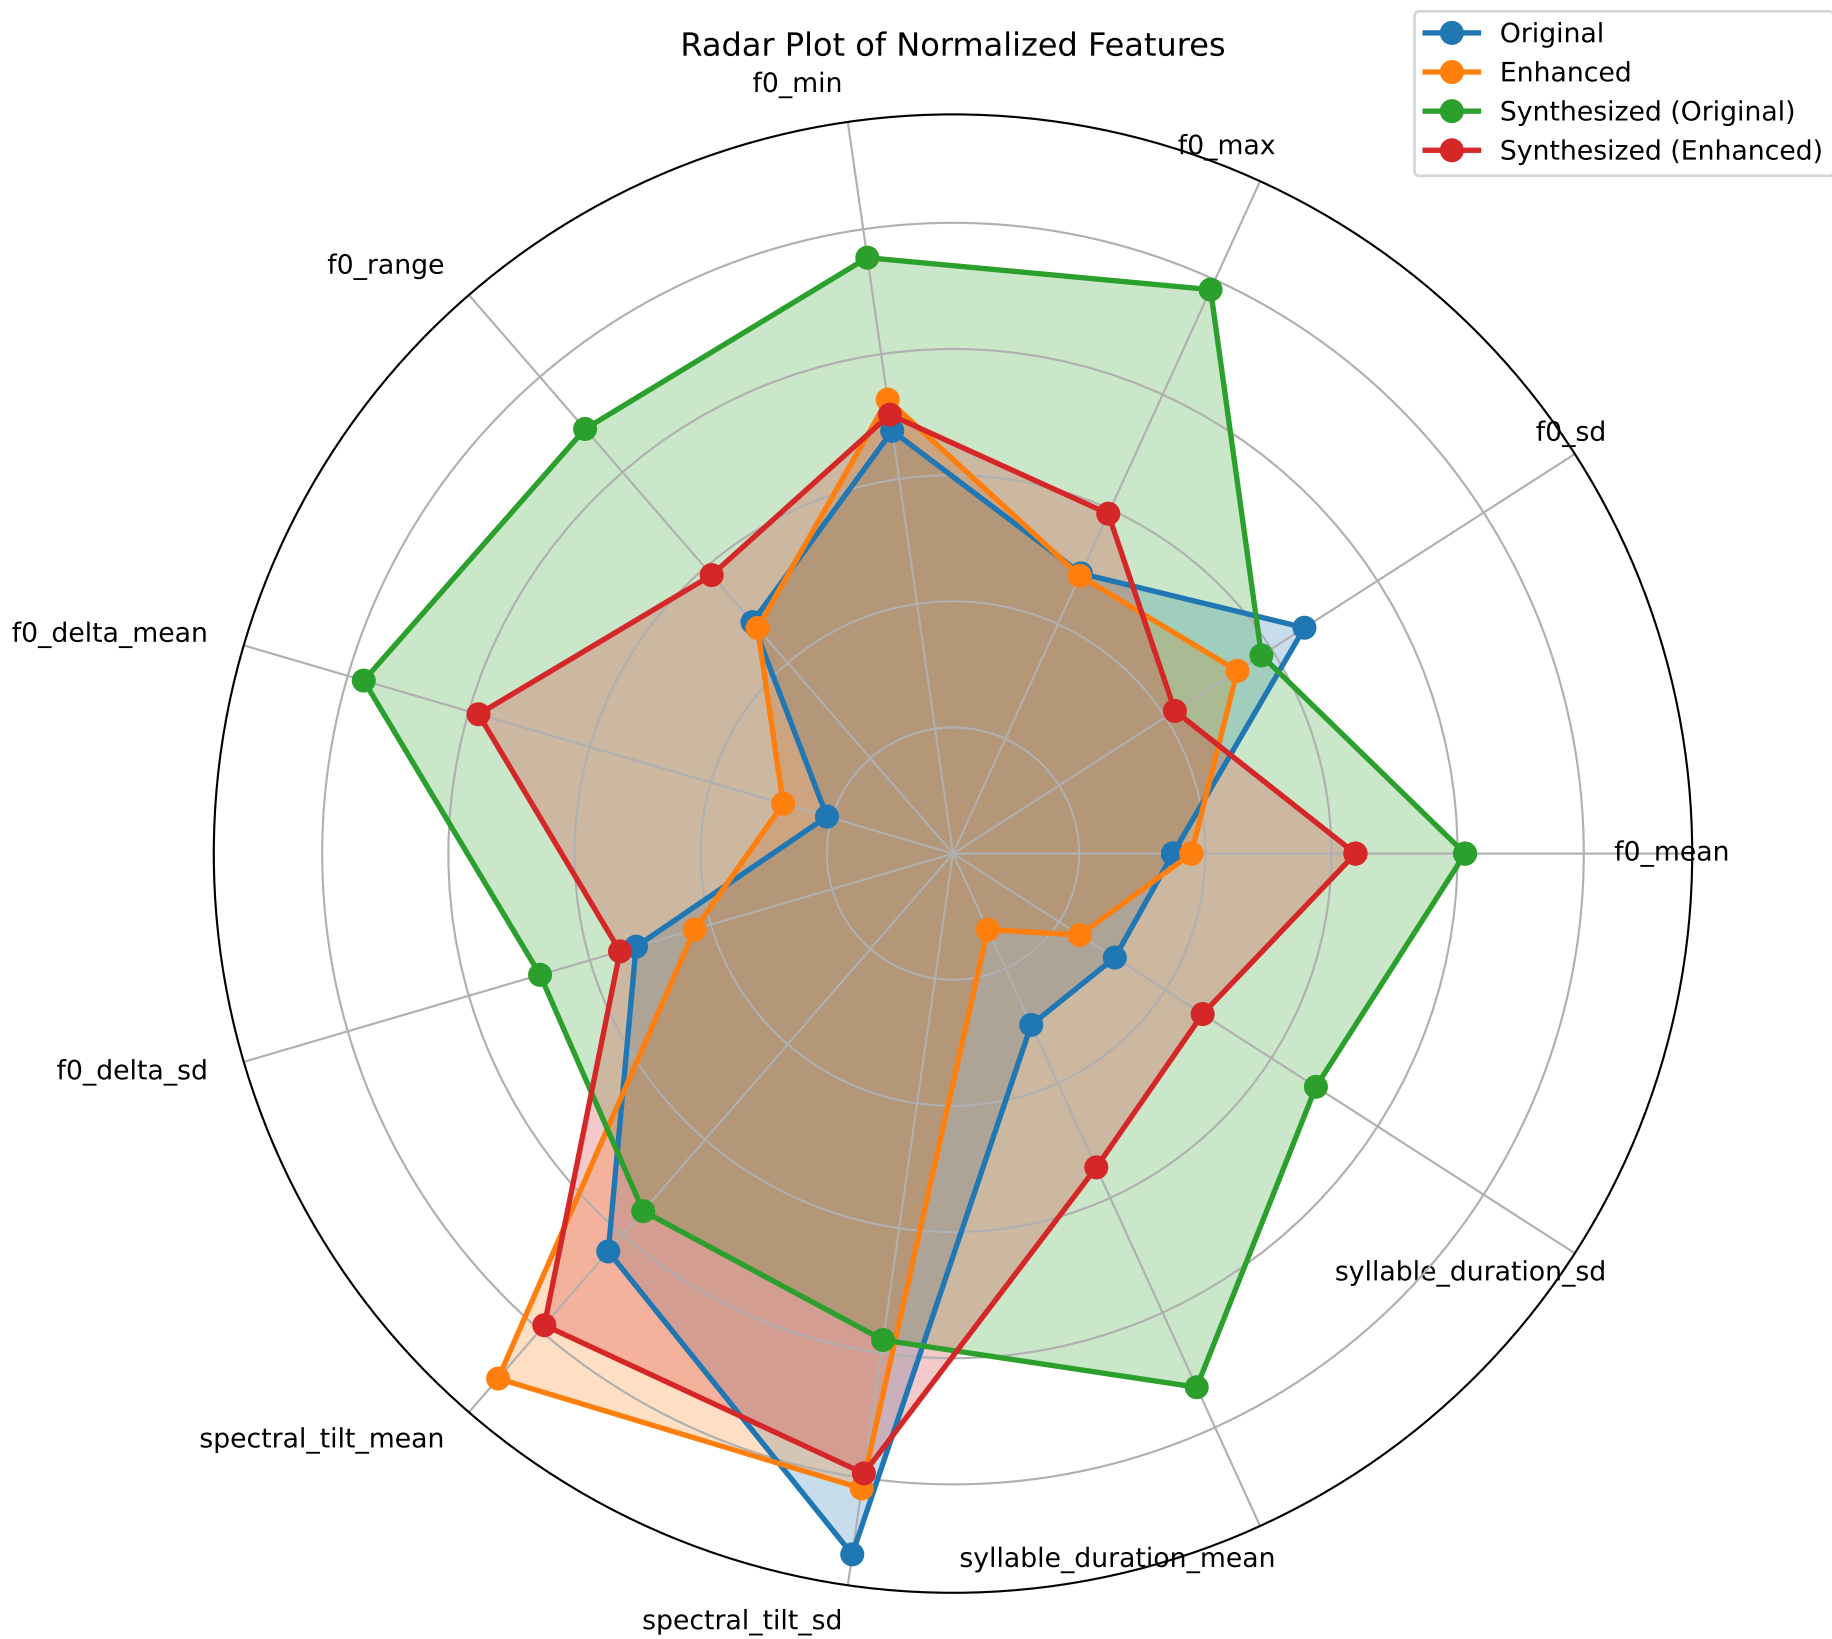 Radar Plot of Normalized Features
Original
Enhanced
Synthesized (Original)
Synthesized (Enhanced)
f0_min
f0_max
f0_range
f0_sd
f0_delta_mean
f0_mean
f0_delta_sd
syllable_duration_sd
spectral_tilt_mean
syllable_duration_mean
spectral_tilt_sd